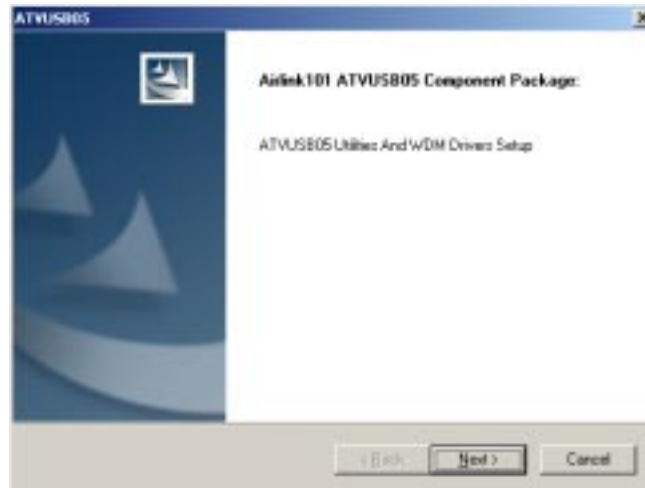 ATVUSB05
Airlink101 ATVUSB05 Component Package:
ATVUSB05 Utilities And WDM Drivers Setup
< Back
Next >
Cancel